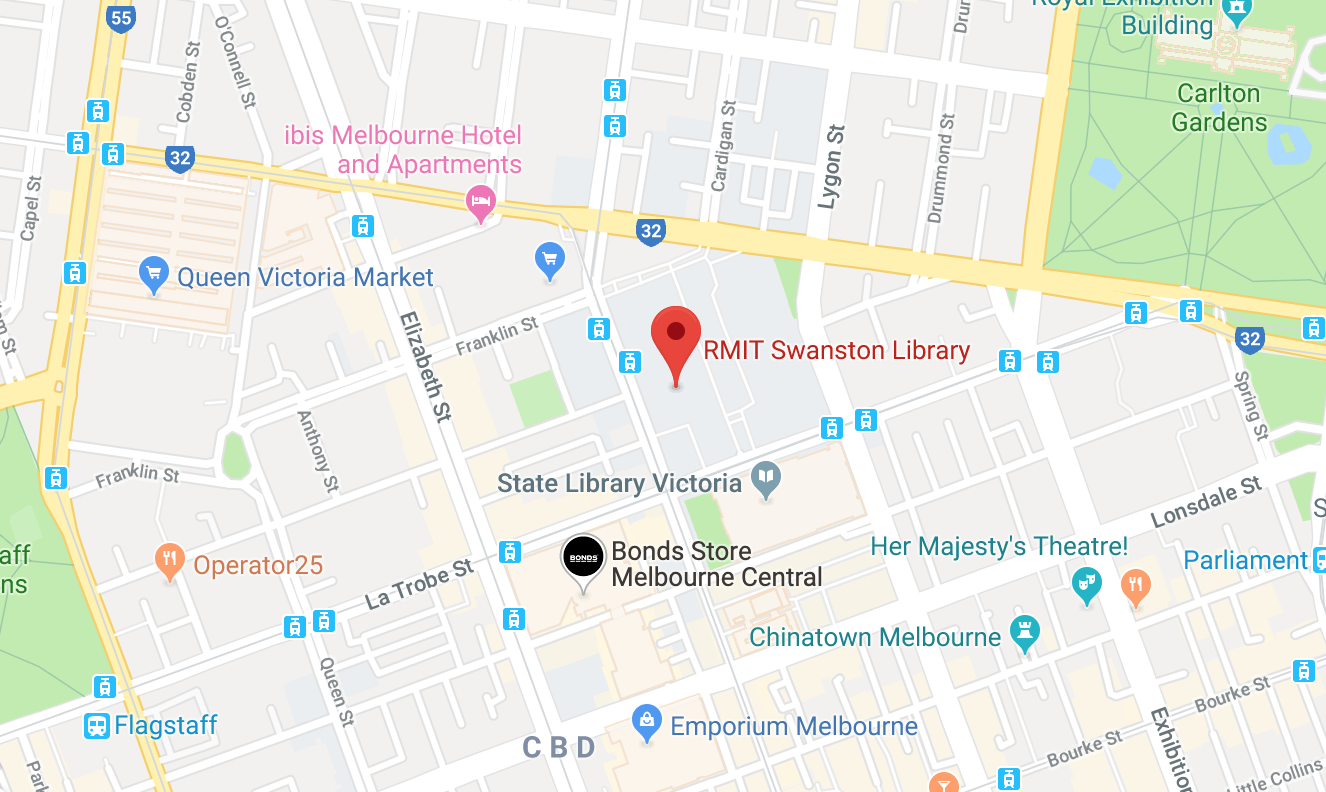 Royal Exhibition
Building
55
O'Connell St
Cobden St
Carlton
Gardens
ibis Melbourne Hotel
and Apartments
Cardigan St
Lygon St
Drummond St
32
Capel St
32
Queen Victoria Market
Franklin St
Elizabeth St
RMIT Swanston Library
32
Spring St
Anthony St
Franklin St
State Library Victoria
Lonsdale St
BONDS
Bonds Store
Melbourne Central
Her Majesty's Theatre!
Parliament
Operator25
La Trobe St
Chinatown Melbourne
Queen St
Bourke St
Flagstaff
Emporium Melbourne
CBD
Bourke St
Exhibition
Little Collins
Park